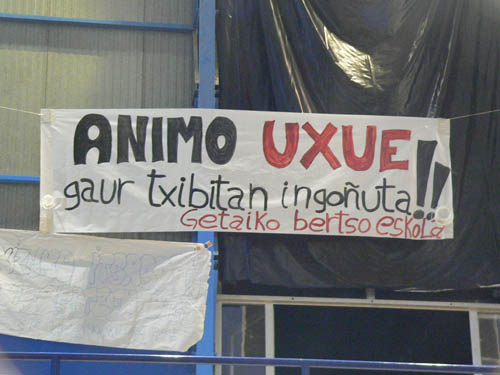 ANIMO UXUE
gaur txibitan ingoñuta!!
Getaiko bertso eskola